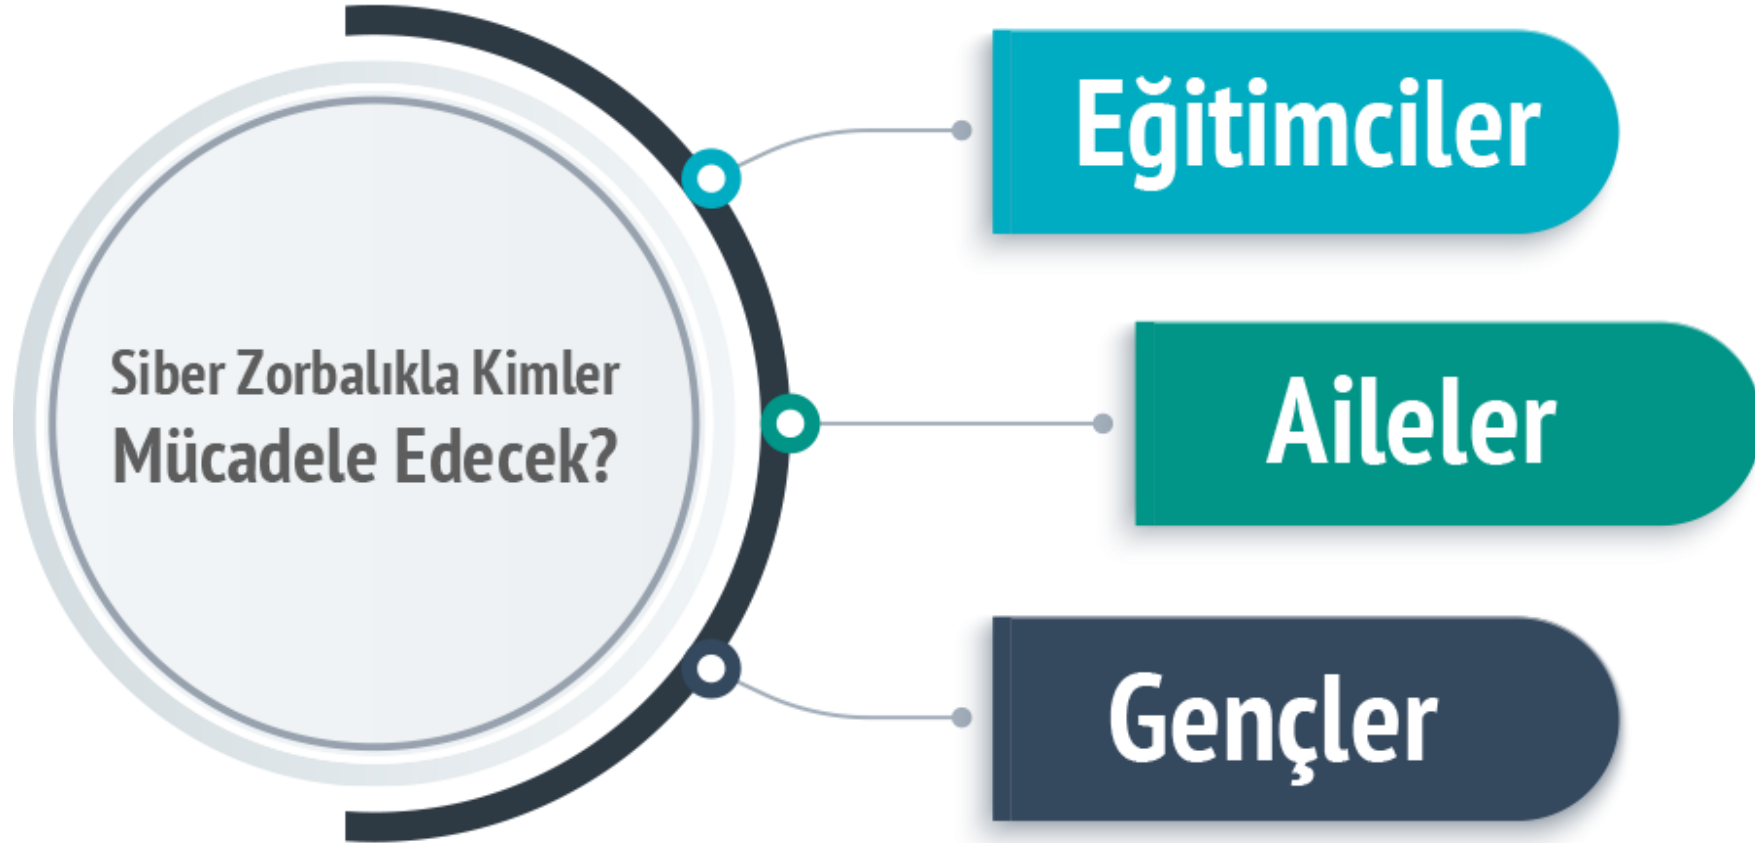 Siber Zorbalıkla Kimler
Mücadele Edecek?
Eğitimciler
Aileler
Gençler